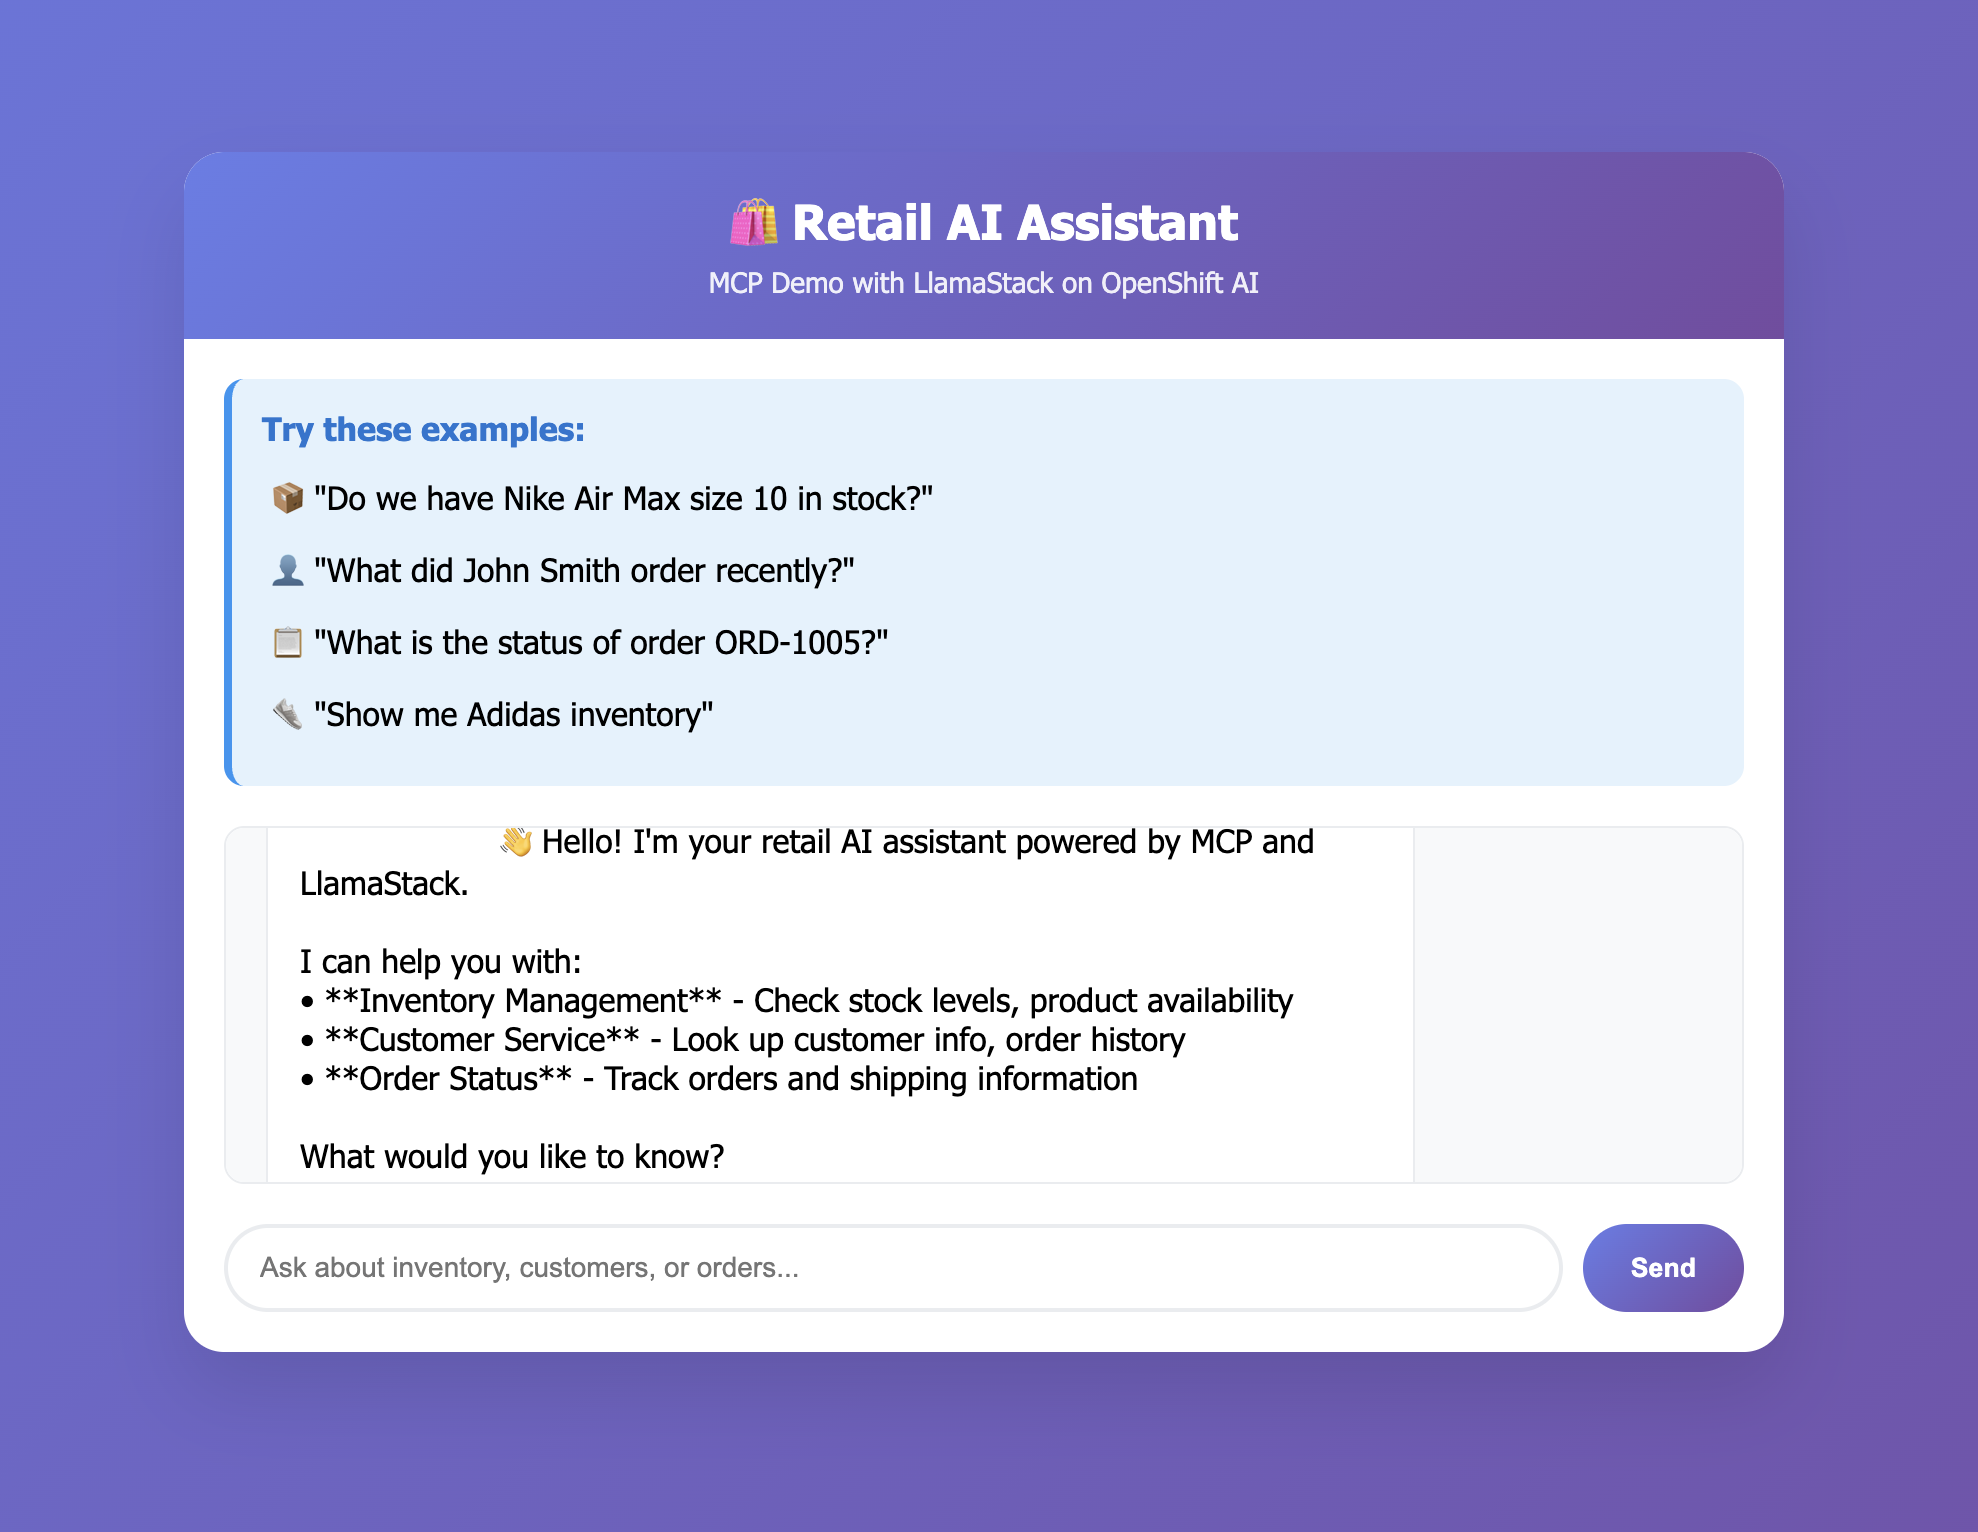 🛍️ Retail AI Assistant
MCP Demo with LlamaStack on OpenShift AI
Try these examples:
📦 "Do we have Nike Air Max size 10 in stock?"
👤 "What did John Smith order recently?"
📋 "What is the status of order ORD-1005?"
👟 "Show me Adidas inventory"
👋 Hello! I'm your retail AI assistant powered by MCP and
LlamaStack.
I can help you with:
• **Inventory Management** - Check stock levels, product availability
• **Customer Service** - Look up customer info, order history
• **Order Status** - Track orders and shipping information
What would you like to know?
Ask about inventory, customers, or orders...
Send